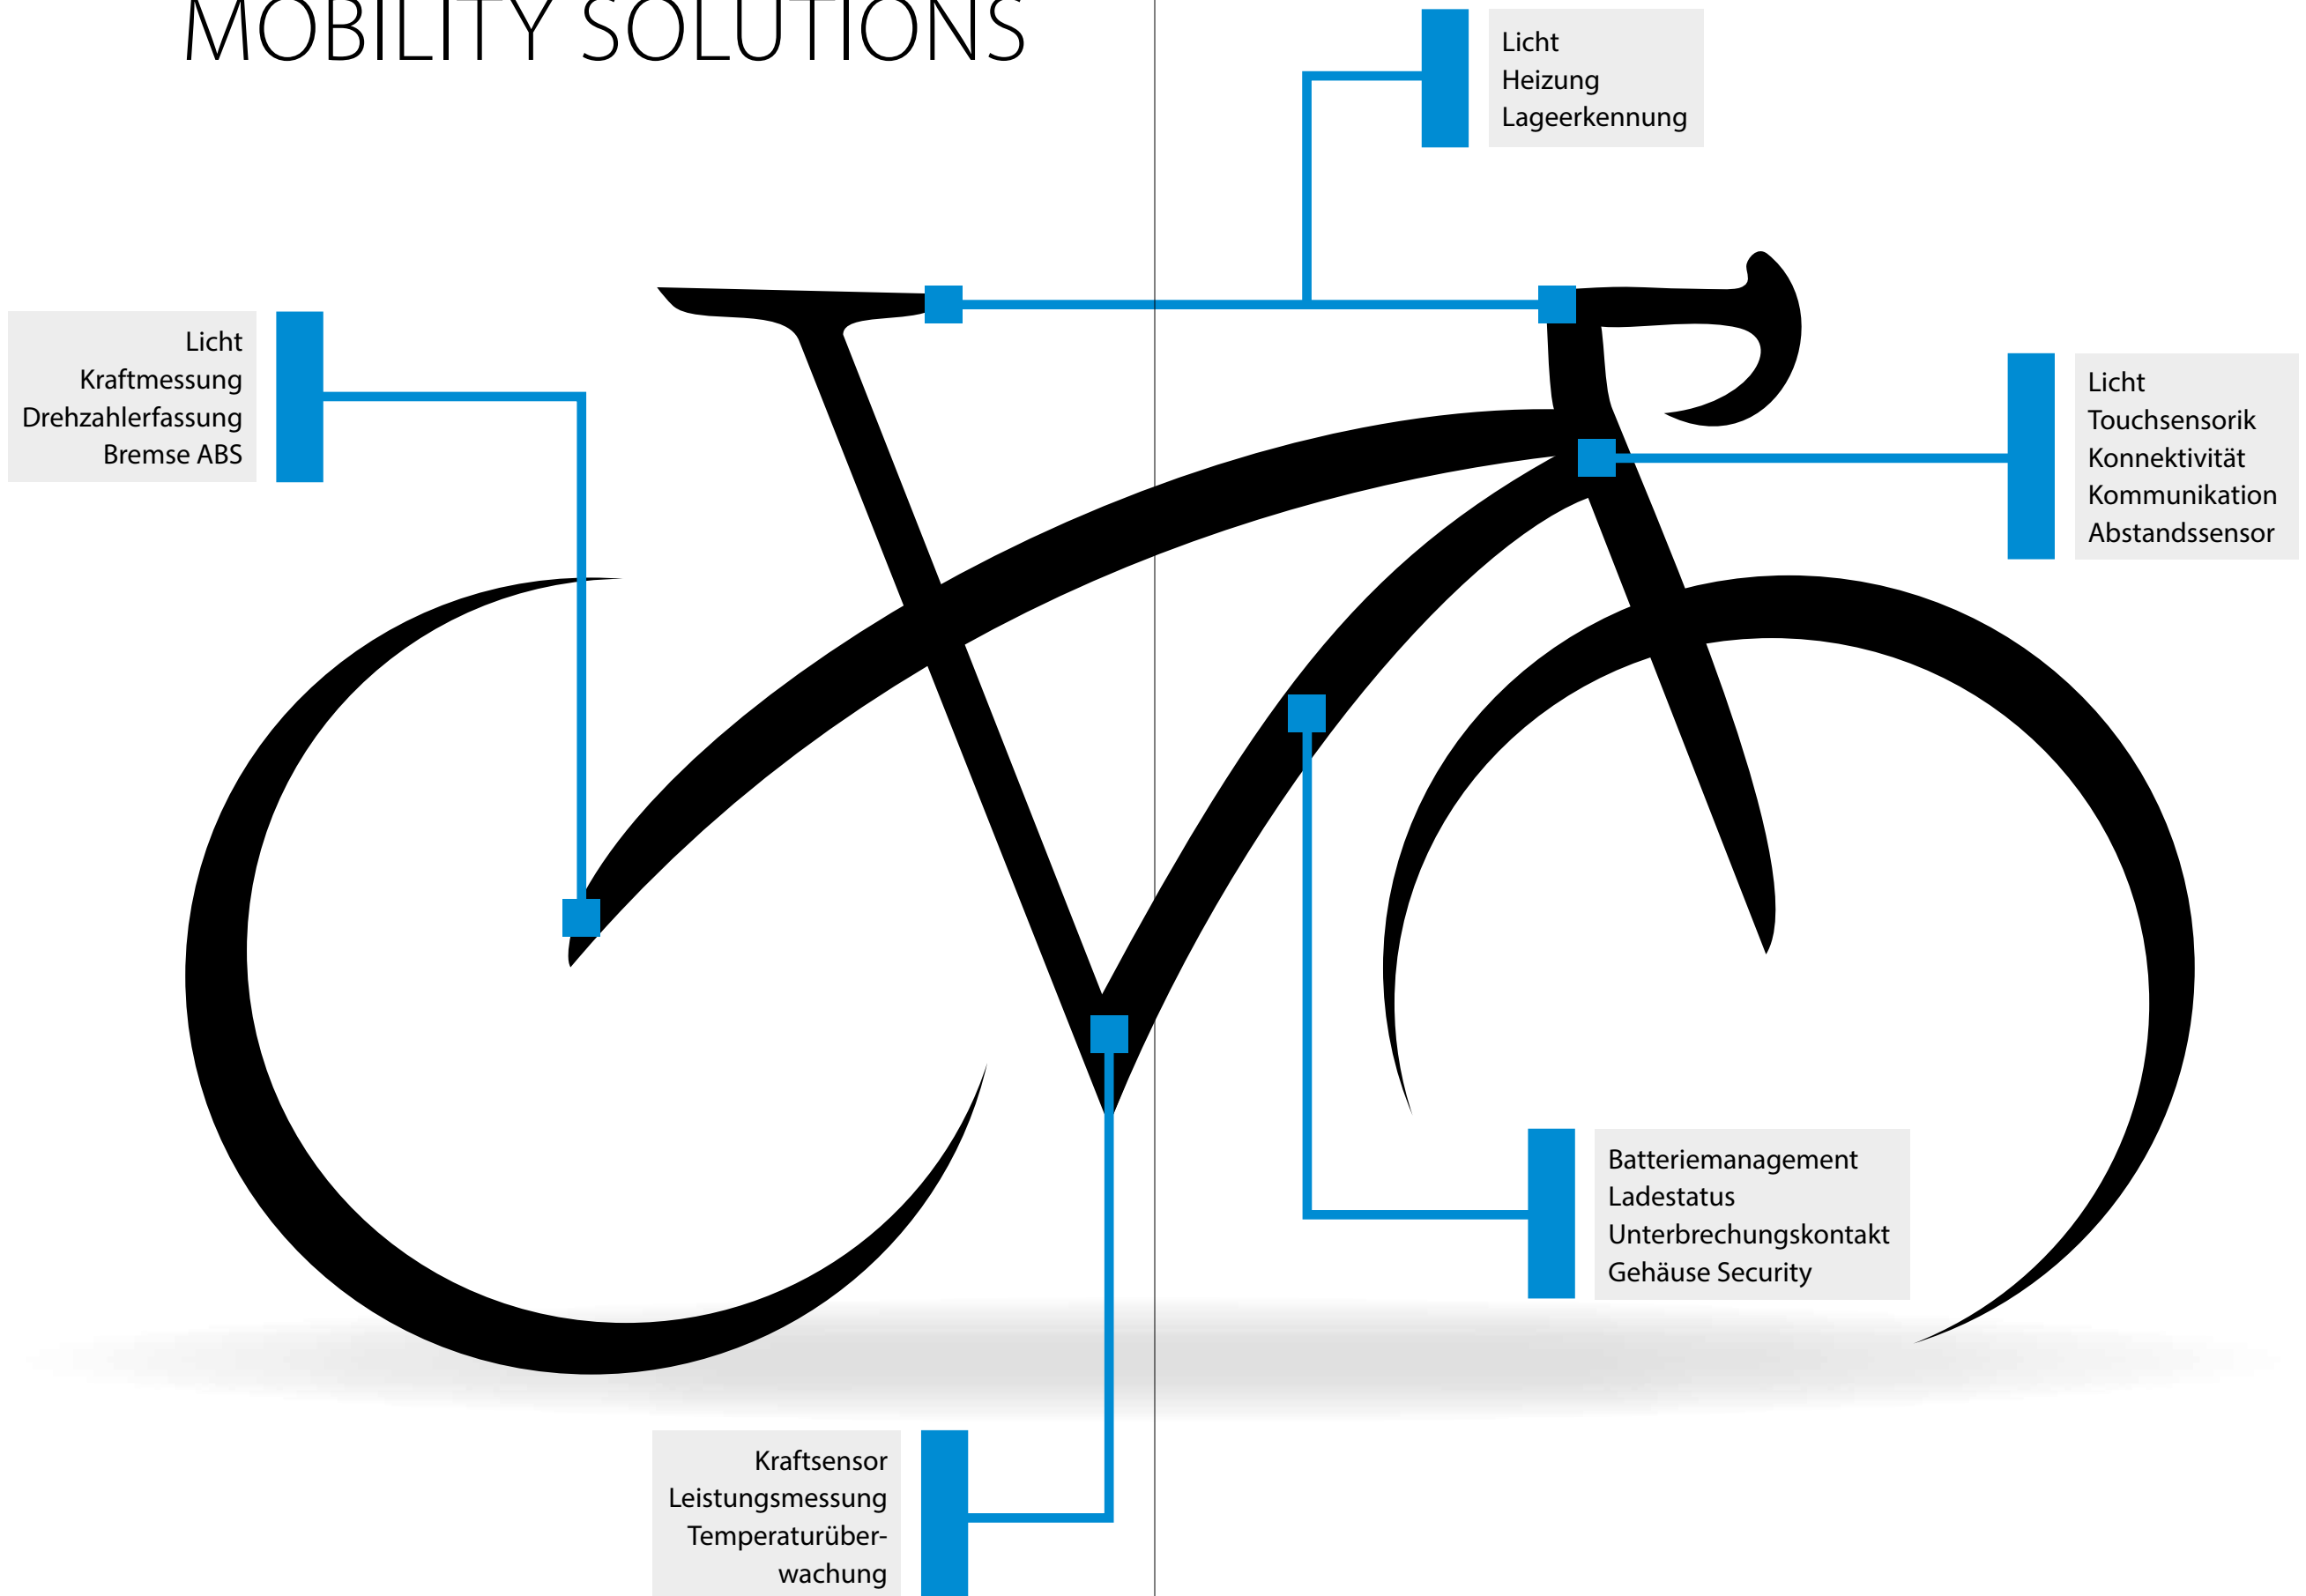 MOBILITY SOLUTIONS
Licht
Heizung
Lageerkennung
Licht
Kraftmessung
Drehzahlerfassung
Bremse ABS
Licht
Touchsensorik
Konnektivität
Kommunikation
Abstandssensor
Batteriemanagement
Ladestatus
Unterbrechungskontakt
Gehäuse Security
Kraftsensor
Leistungsmessung
Temperaturüber-
wachung